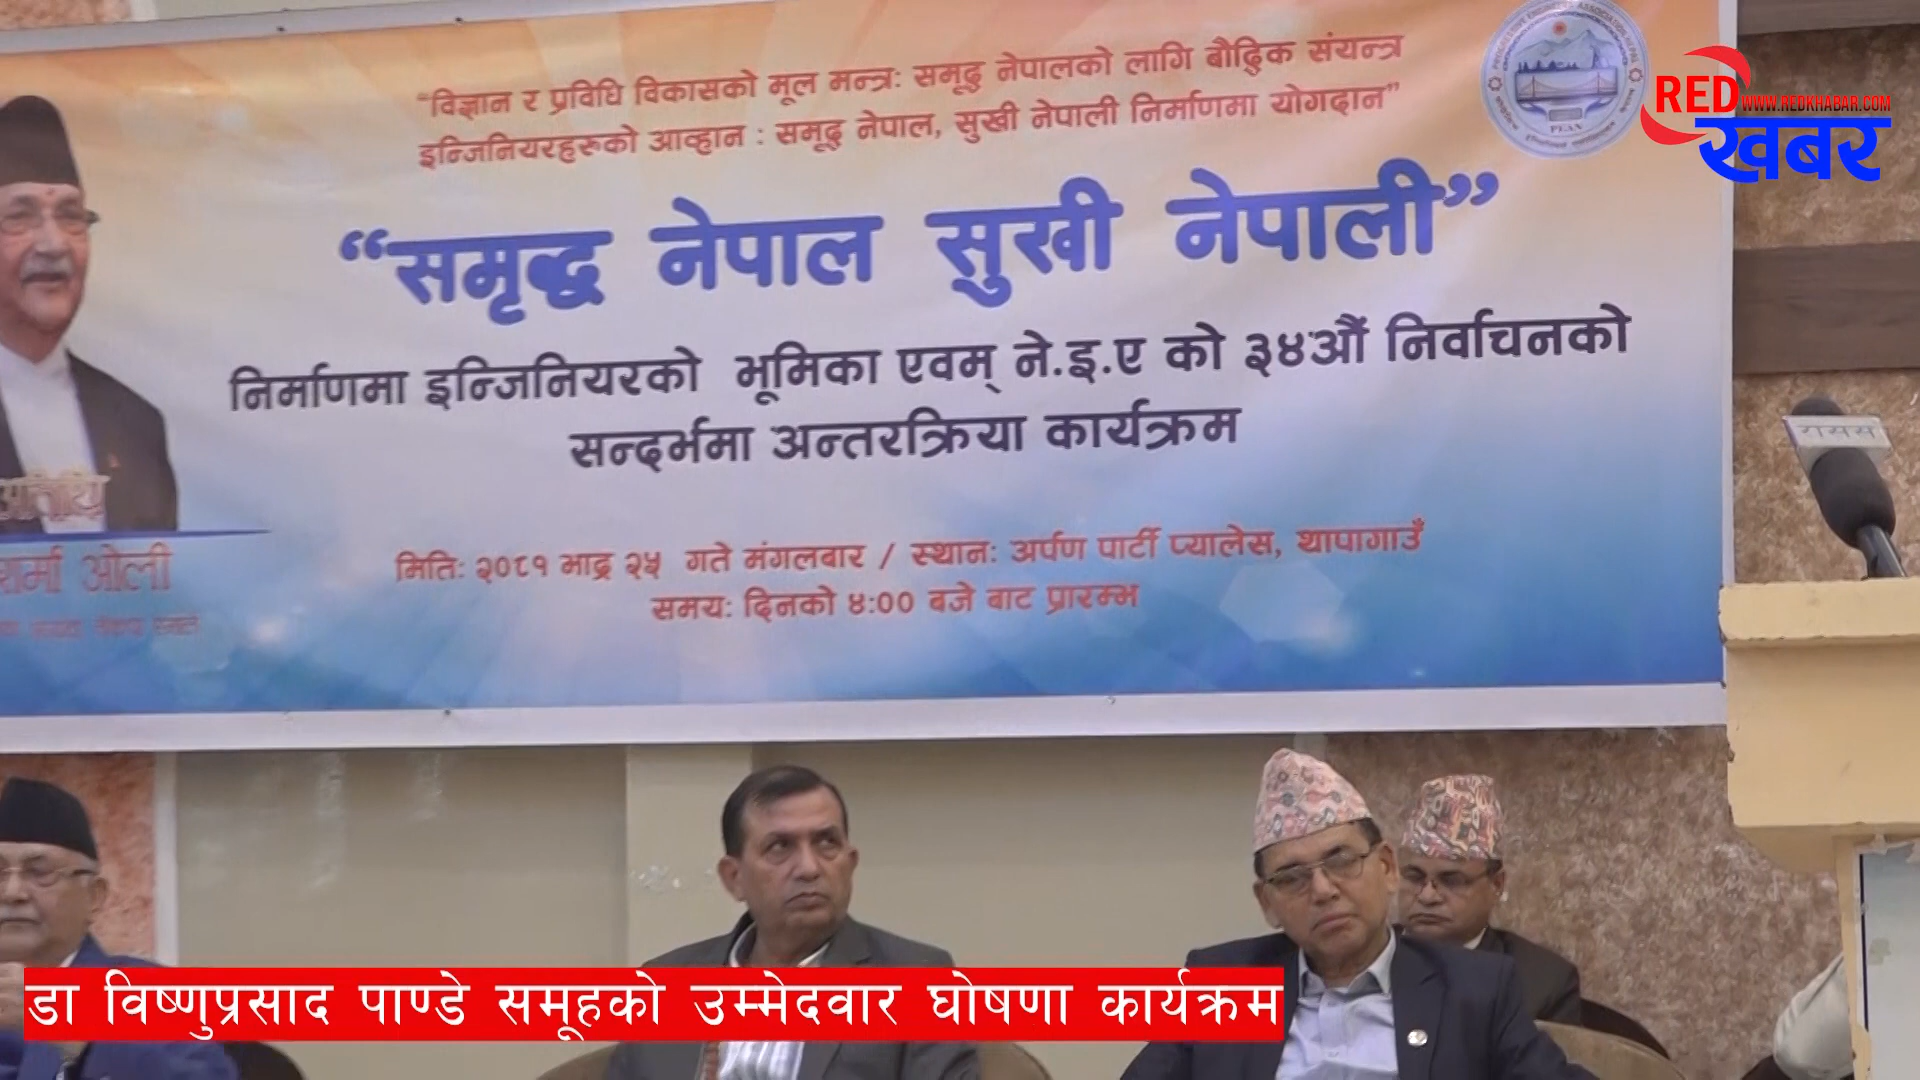 "विज्ञान र प्रविधि विकासको मूल मन्त्र: समृद्ध नेपालको लागि बौद्धिक संयन्त्र
इन्जिनियरहरूको आव्हान : समृद्ध नेपाल, सुखी नेपाली निर्माणमा योगदान"
RED
WWW.REDKHABAR.COM
खबर
“समृद्ध नेपाल सुखी नेपाली”
निर्माणमा इन्जिनियरको भूमिका एवम् ने.इ.ए को ३४औं निर्वाचनको
सन्दर्भमा अन्तरक्रिया कार्यक्रम
रासस
शर्मा ओली
मिति: २०८१ भाद्र २५ गते मंगलबार / स्थान: अर्पण पार्टी प्यालेस, थापागाउँ
समय: दिनको ४:०० बजे बाट प्रारम्भ
डा विष्णुप्रसाद पाण्डे समूहको उम्मेदवार घोषणा कार्यक्रम